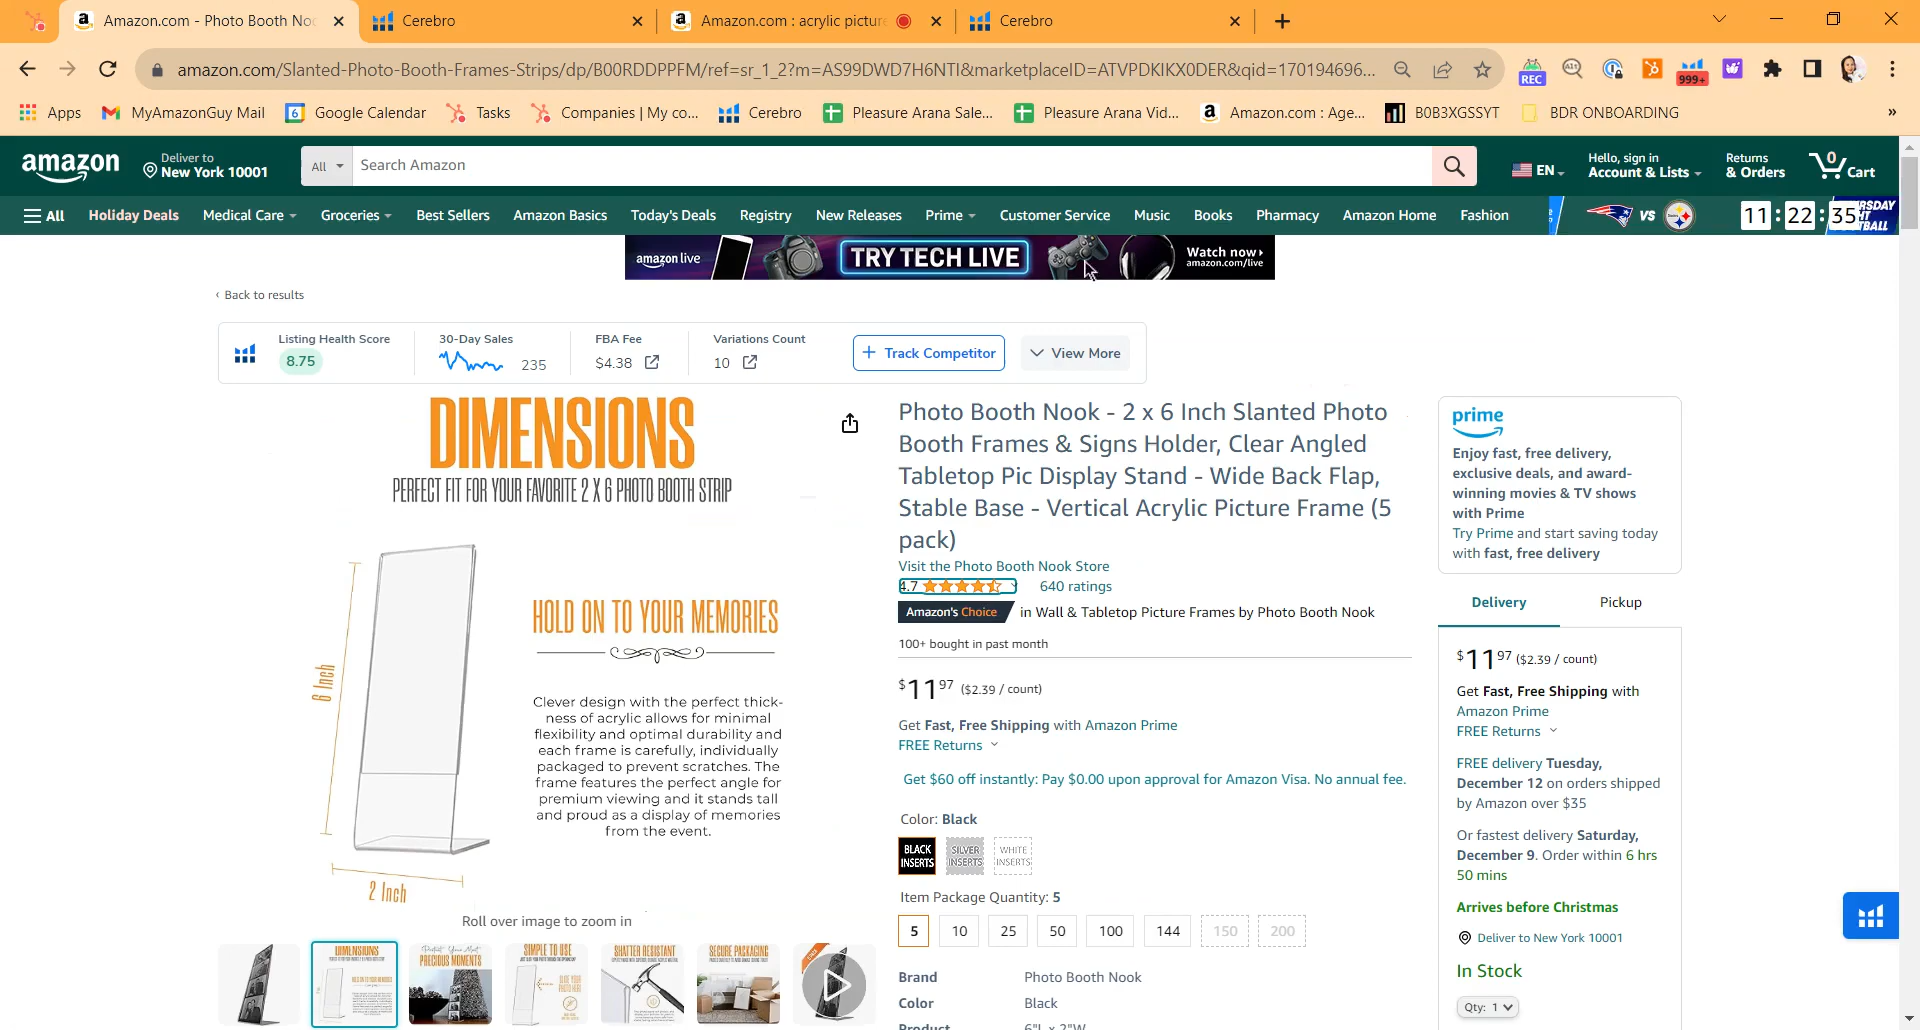 Amazon.com - Photo Booth No
Cerebro
Amazon.com : acrylic picture
Cerebro
amazon.com/Slanted-Photo-Booth-Frames-Strips/dp/B00RDDPPFM/ref=sr_1_2?m=AS99DWD7H6NTI&marketplaceID=ATVPDKIKX0DER&qid=170194696...
REC
999+
Apps
MyAmazonGuy Mail
6 Google Calendar
Tasks
Companies | My co...
Cerebro
Pleasure Arana Sale...
Pleasure Arana Vid...
Amazon.com : Age...
B0B3XGSSYT
BDR ONBOARDING
»
amazon
Deliver to
New York 10001
All
Search Amazon
EN
Hello, sign in
Account & Lists
Returns
& Orders
0
Cart
All
Holiday Deals
Medical Care
Groceries
Best Sellers
Amazon Basics
Today's Deals
Registry
New Releases
Prime
Customer Service
Music
Books
Pharmacy
Amazon Home
Fashion
VS
11:22:35
amazon live
TRY TECH LIVE
Watch now
amazon.com/live
‹ Back to results
Listing Health Score
8.75
30-Day Sales
235
FBA Fee
$4.38
Variations Count
10
+ Track Competitor
View More
DIMENSIONS
PERFECT FIT FOR YOUR FAVORITE 2 X 6 PHOTO BOOTH STRIP
6 Inch
2 Inch
HOLD ON TO YOUR MEMORIES
Clever design with the perfect thick-
ness of acrylic allows for minimal
flexibility and optimal durability and
each frame is carefully, individually
packaged to prevent scratches. The
frame features the perfect angle for
premium viewing and it stands tall
and proud as a display of memories
from the event.
Roll over image to zoom in
DIMENSIONS
PRECIOUS MOMENTS
SIMPLE TO USE
SHATTER RESISTANT
SECURE PACKAGING
Photo Booth Nook - 2 x 6 Inch Slanted Photo
Booth Frames & Signs Holder, Clear Angled
Tabletop Pic Display Stand - Wide Back Flap,
Stable Base - Vertical Acrylic Picture Frame (5
pack)
Visit the Photo Booth Nook Store
4.7
640 ratings
Amazon's Choice
in Wall & Tabletop Picture Frames by Photo Booth Nook
100+ bought in past month
$11 97 ($2.39 / count)
Get Fast, Free Shipping with Amazon Prime
FREE Returns
Get $60 off instantly: Pay $0.00 upon approval for Amazon Visa. No annual fee.
Color: Black
BLACK INSERTS
SILVER INSERTS
WHITE INSERTS
Item Package Quantity: 5
5
10
25
50
100
144
150
200
Brand
Photo Booth Nook
Color
Black
Product
6"L x 2"W
prime
Enjoy fast, free delivery,
exclusive deals, and award-
winning movies & TV shows
with Prime
Try Prime and start saving today
with fast, free delivery
Delivery
Pickup
$11 97 ($2.39 / count)
Get Fast, Free Shipping with
Amazon Prime
FREE Returns
FREE delivery Tuesday,
December 12 on orders shipped
by Amazon over $35
Or fastest delivery Saturday,
December 9. Order within 6 hrs
50 mins
Arrives before Christmas
Deliver to New York 10001
In Stock
Qty: 1